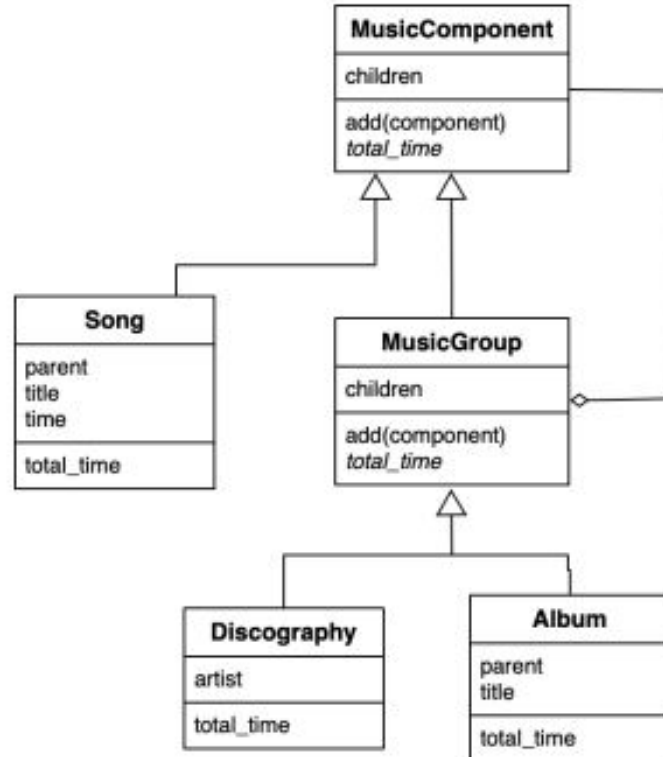 MusicComponent
children
add(component)
total_time
Song
parent
title
time
total_time
MusicGroup
children
add(component)
total_time
Discography
artist
total_time
Album
parent
title
total_time